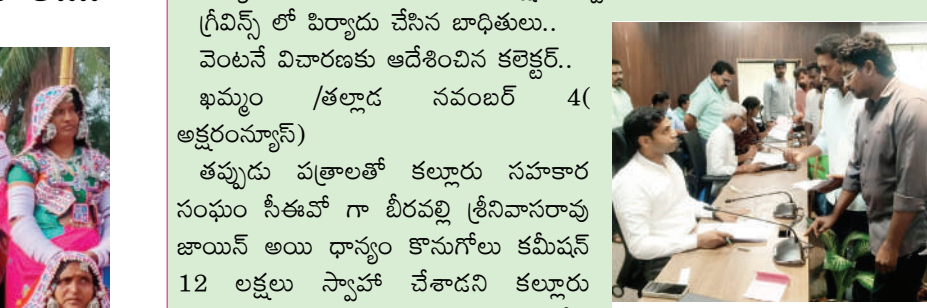 గ్రీవిన్స్ లో పిర్యాదు చేసిన బాధితులు..
వెంటనే విచారణకు ఆదేశించిన కలెక్టర్..
ఖమ్మం /తల్లాడ నవంబర్ 4(
అక్షరంన్యూస్)
తప్పుడు పత్రాలతో కల్లూరు సహకార
సంఘం సీఈవో గా బీరవల్లి శ్రీనివాసరావు
జాయిన్ అయి ధాన్యం కొనుగోలు కమీషన్
12 లక్షలు స్వాహా చేశాడని కల్లూరు